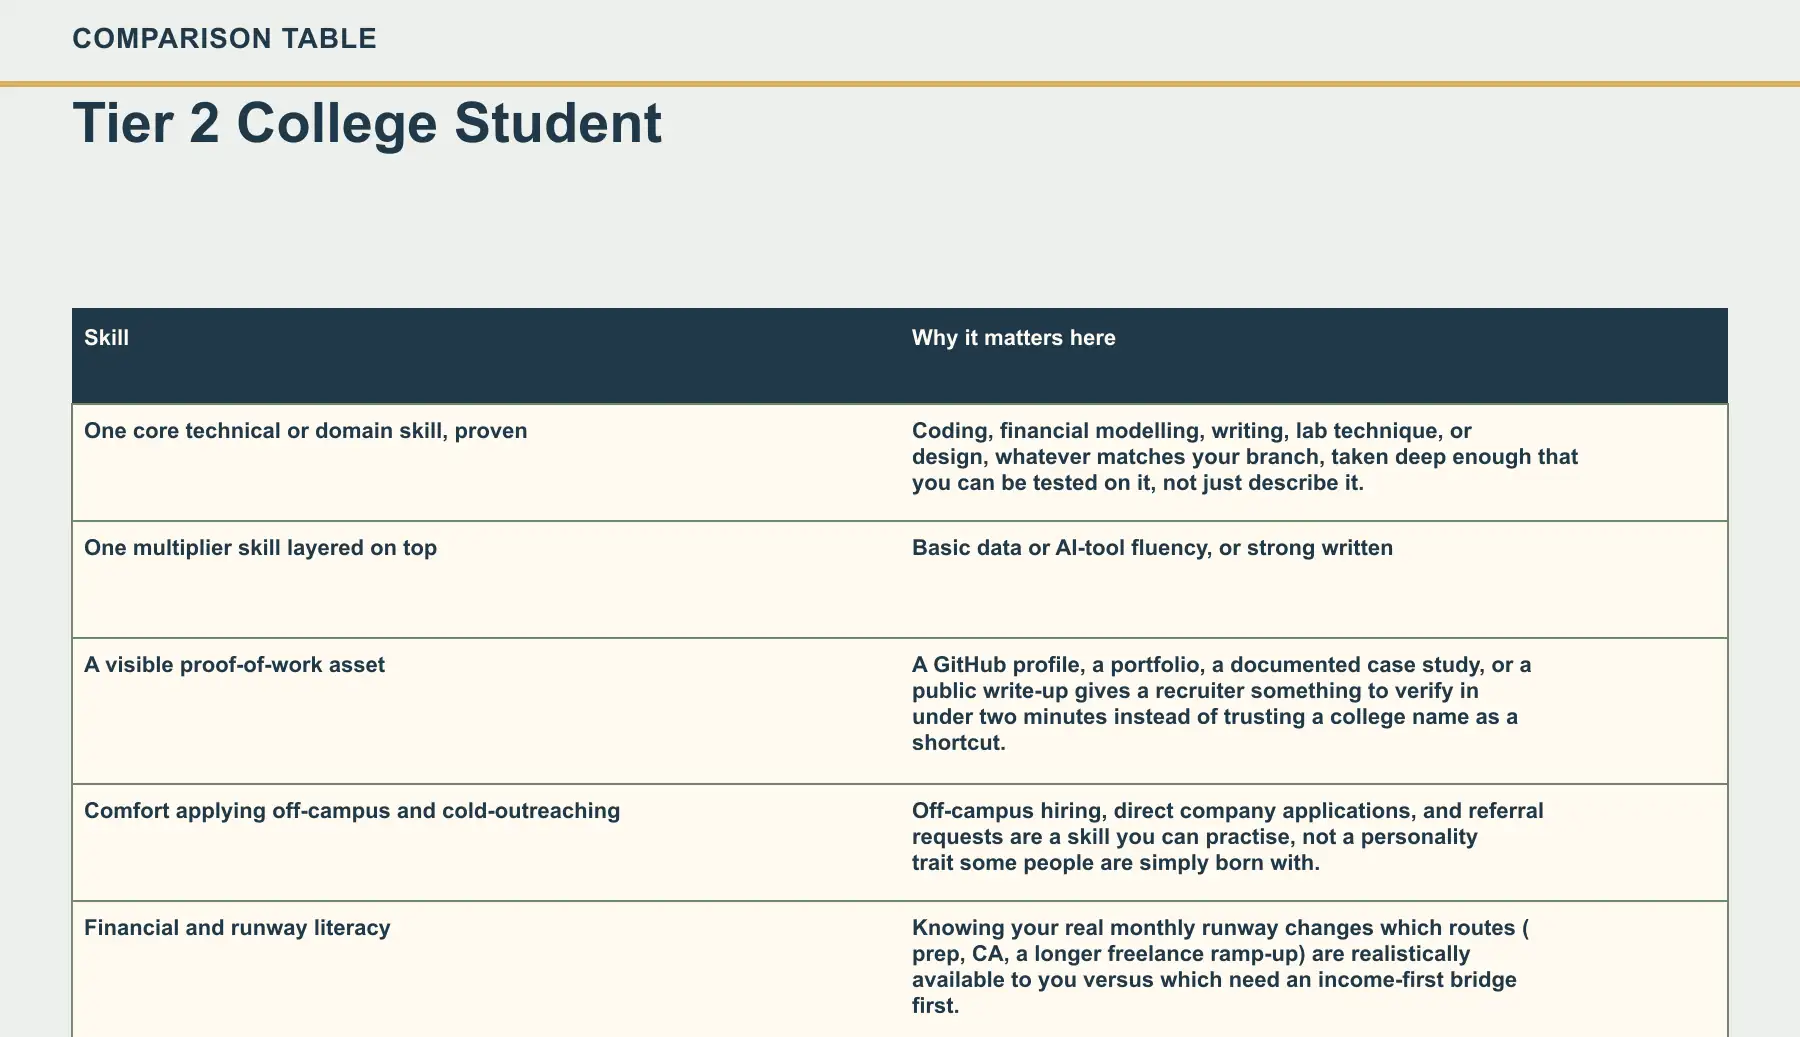 COMPARISON TABLE
Tier 2 College Student
Skill
Why it matters here
One core technical or domain skill, proven
Coding, financial modelling, writing, lab technique, or
design, whatever matches your branch, taken deep enough that
you can be tested on it, not just describe it.
One multiplier skill layered on top
Basic data or AI-tool fluency, or strong written
A visible proof-of-work asset
A GitHub profile, a portfolio, a documented case study, or a
public write-up gives a recruiter something to verify in
under two minutes instead of trusting a college name as a
shortcut.
Comfort applying off-campus and cold-outreaching
Off-campus hiring, direct company applications, and referral
requests are a skill you can practise, not a personality
trait some people are simply born with.
Financial and runway literacy
Knowing your real monthly runway changes which routes (
prep, CA, a longer freelance ramp-up) are realistically
available to you versus which need an income-first bridge
first.